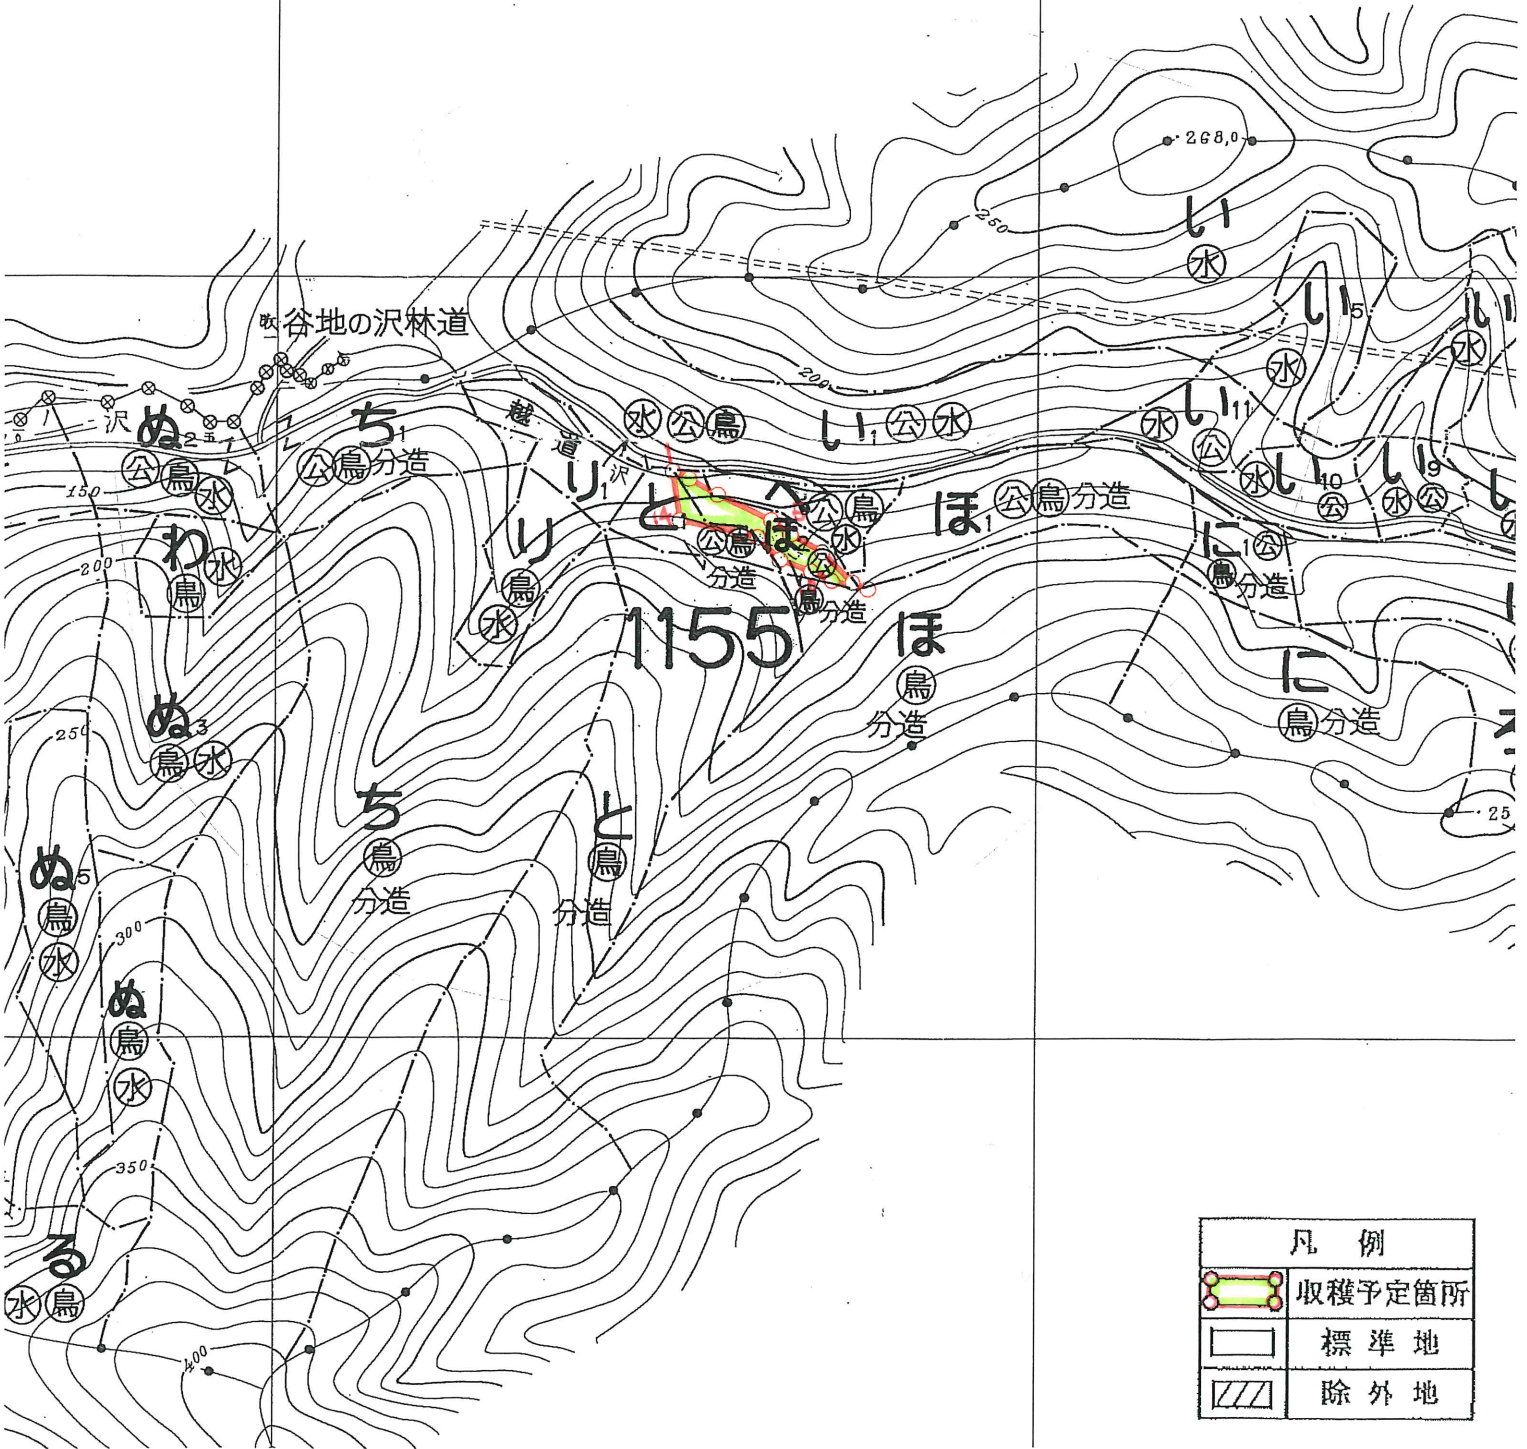 268,0
250
い
水
い5
い
水
谷地の沢林道
200
水
沢
ぬ2
公鳥水
ち1
公鳥分造
越道沢
水公鳥
い1公水
水
い11
公
水
い10
公
い9
水公
り1
と
へ
公鳥
水
ほ1公鳥分造
150
わ
水
鳥
り
鳥
水
公鳥
分造
ほ2
公
鳥分造
に1公
鳥分造
200
1155
ほ
鳥
分造
に
鳥分造
ぬ3
鳥水
250
ち
鳥
分造
と
鳥
分造
25
ぬ5
鳥
水
300
ぬ
鳥
水
350
る
水鳥
400
凡例
収穫予定箇所
標準地
除外地